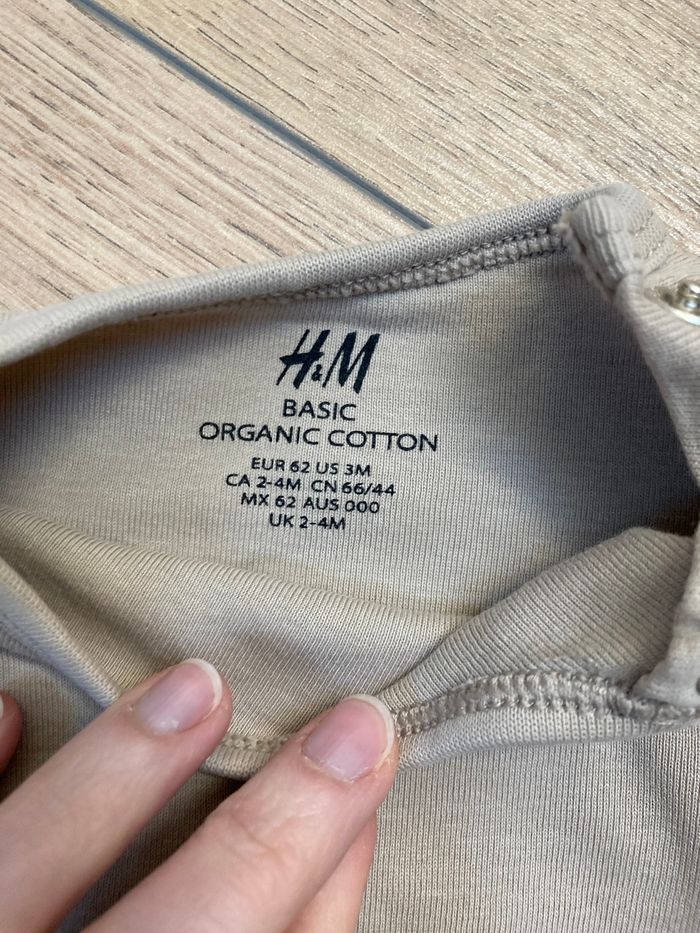 H&M
BASIC
ORGANIC COTTON
EUR 62 US 3M
CA 2-4M CN 66/44
MX 62 AUS 000
UK 2-4M